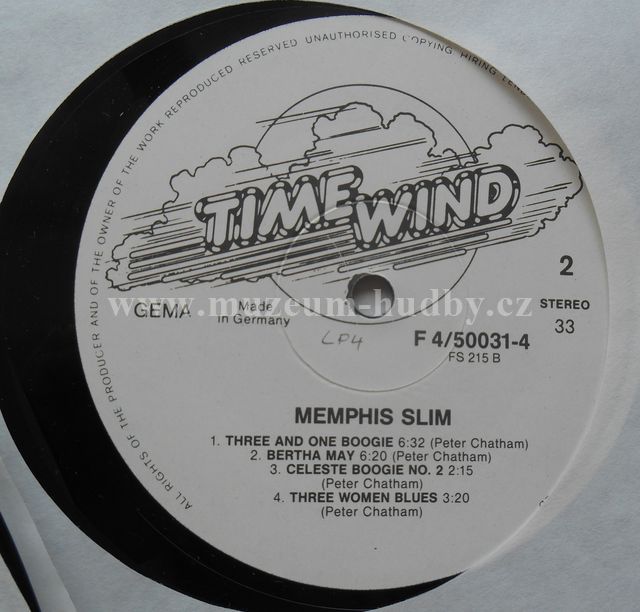 ALL RIGHTS OF THE PRODUCER AND OF THE OWNER OF THE WORK REPRODUCED RESERVED UNAUTHORISED COPYING HIRING
TIME WIND
2
www.muzeum-hudby.cz
GEMA
Made
in Germany
STEREO
33
LP4
F 4/50031-4
FS 215 B
MEMPHIS SLIM
1. THREE AND ONE BOOGIE 6:32 (Peter Chatham)
2. BERTHA MAY 6:20 (Peter Chatham)
3. CELESTE BOOGIE NO. 2 2:15
(Peter Chatham)
4. THREE WOMEN BLUES 3:20
(Peter Chatham)